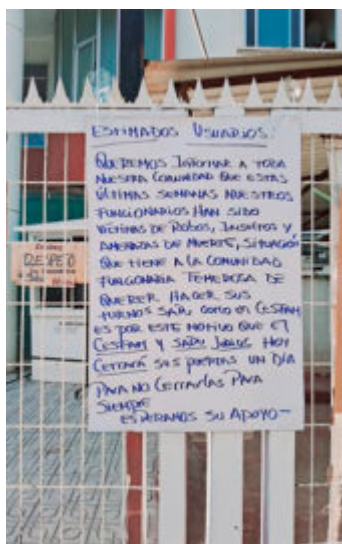 ESTIMADOS USUARIOS:
QUEREMOS INFORMAR A TODA
NUESTRA COMUNIDAD QUE ESTAS
ÚLTIMAS SEMANAS NUESTROS
FUNCIONARIOS HAN SIDO
VICTIMAS DE ROBOS, INSULTOS Y
AMENAZAS DE MUERTE, SITUACIÓN
QUE TIENE A LA COMUNIDAD
FUNCIONARIA TEMEROSA DE
QUERER HACER SUS
TURNOS SAPU COMO EN CESFAM
ES POR ESTE MOTIVO QUE EL
CESFAM Y SAPU HOY
CERRARÁ SUS PUERTAS UN DÍA
PARA NO CERRARLAS PARA
SIEMPRE
ESPERAMOS SU APOYO-
RESPETO